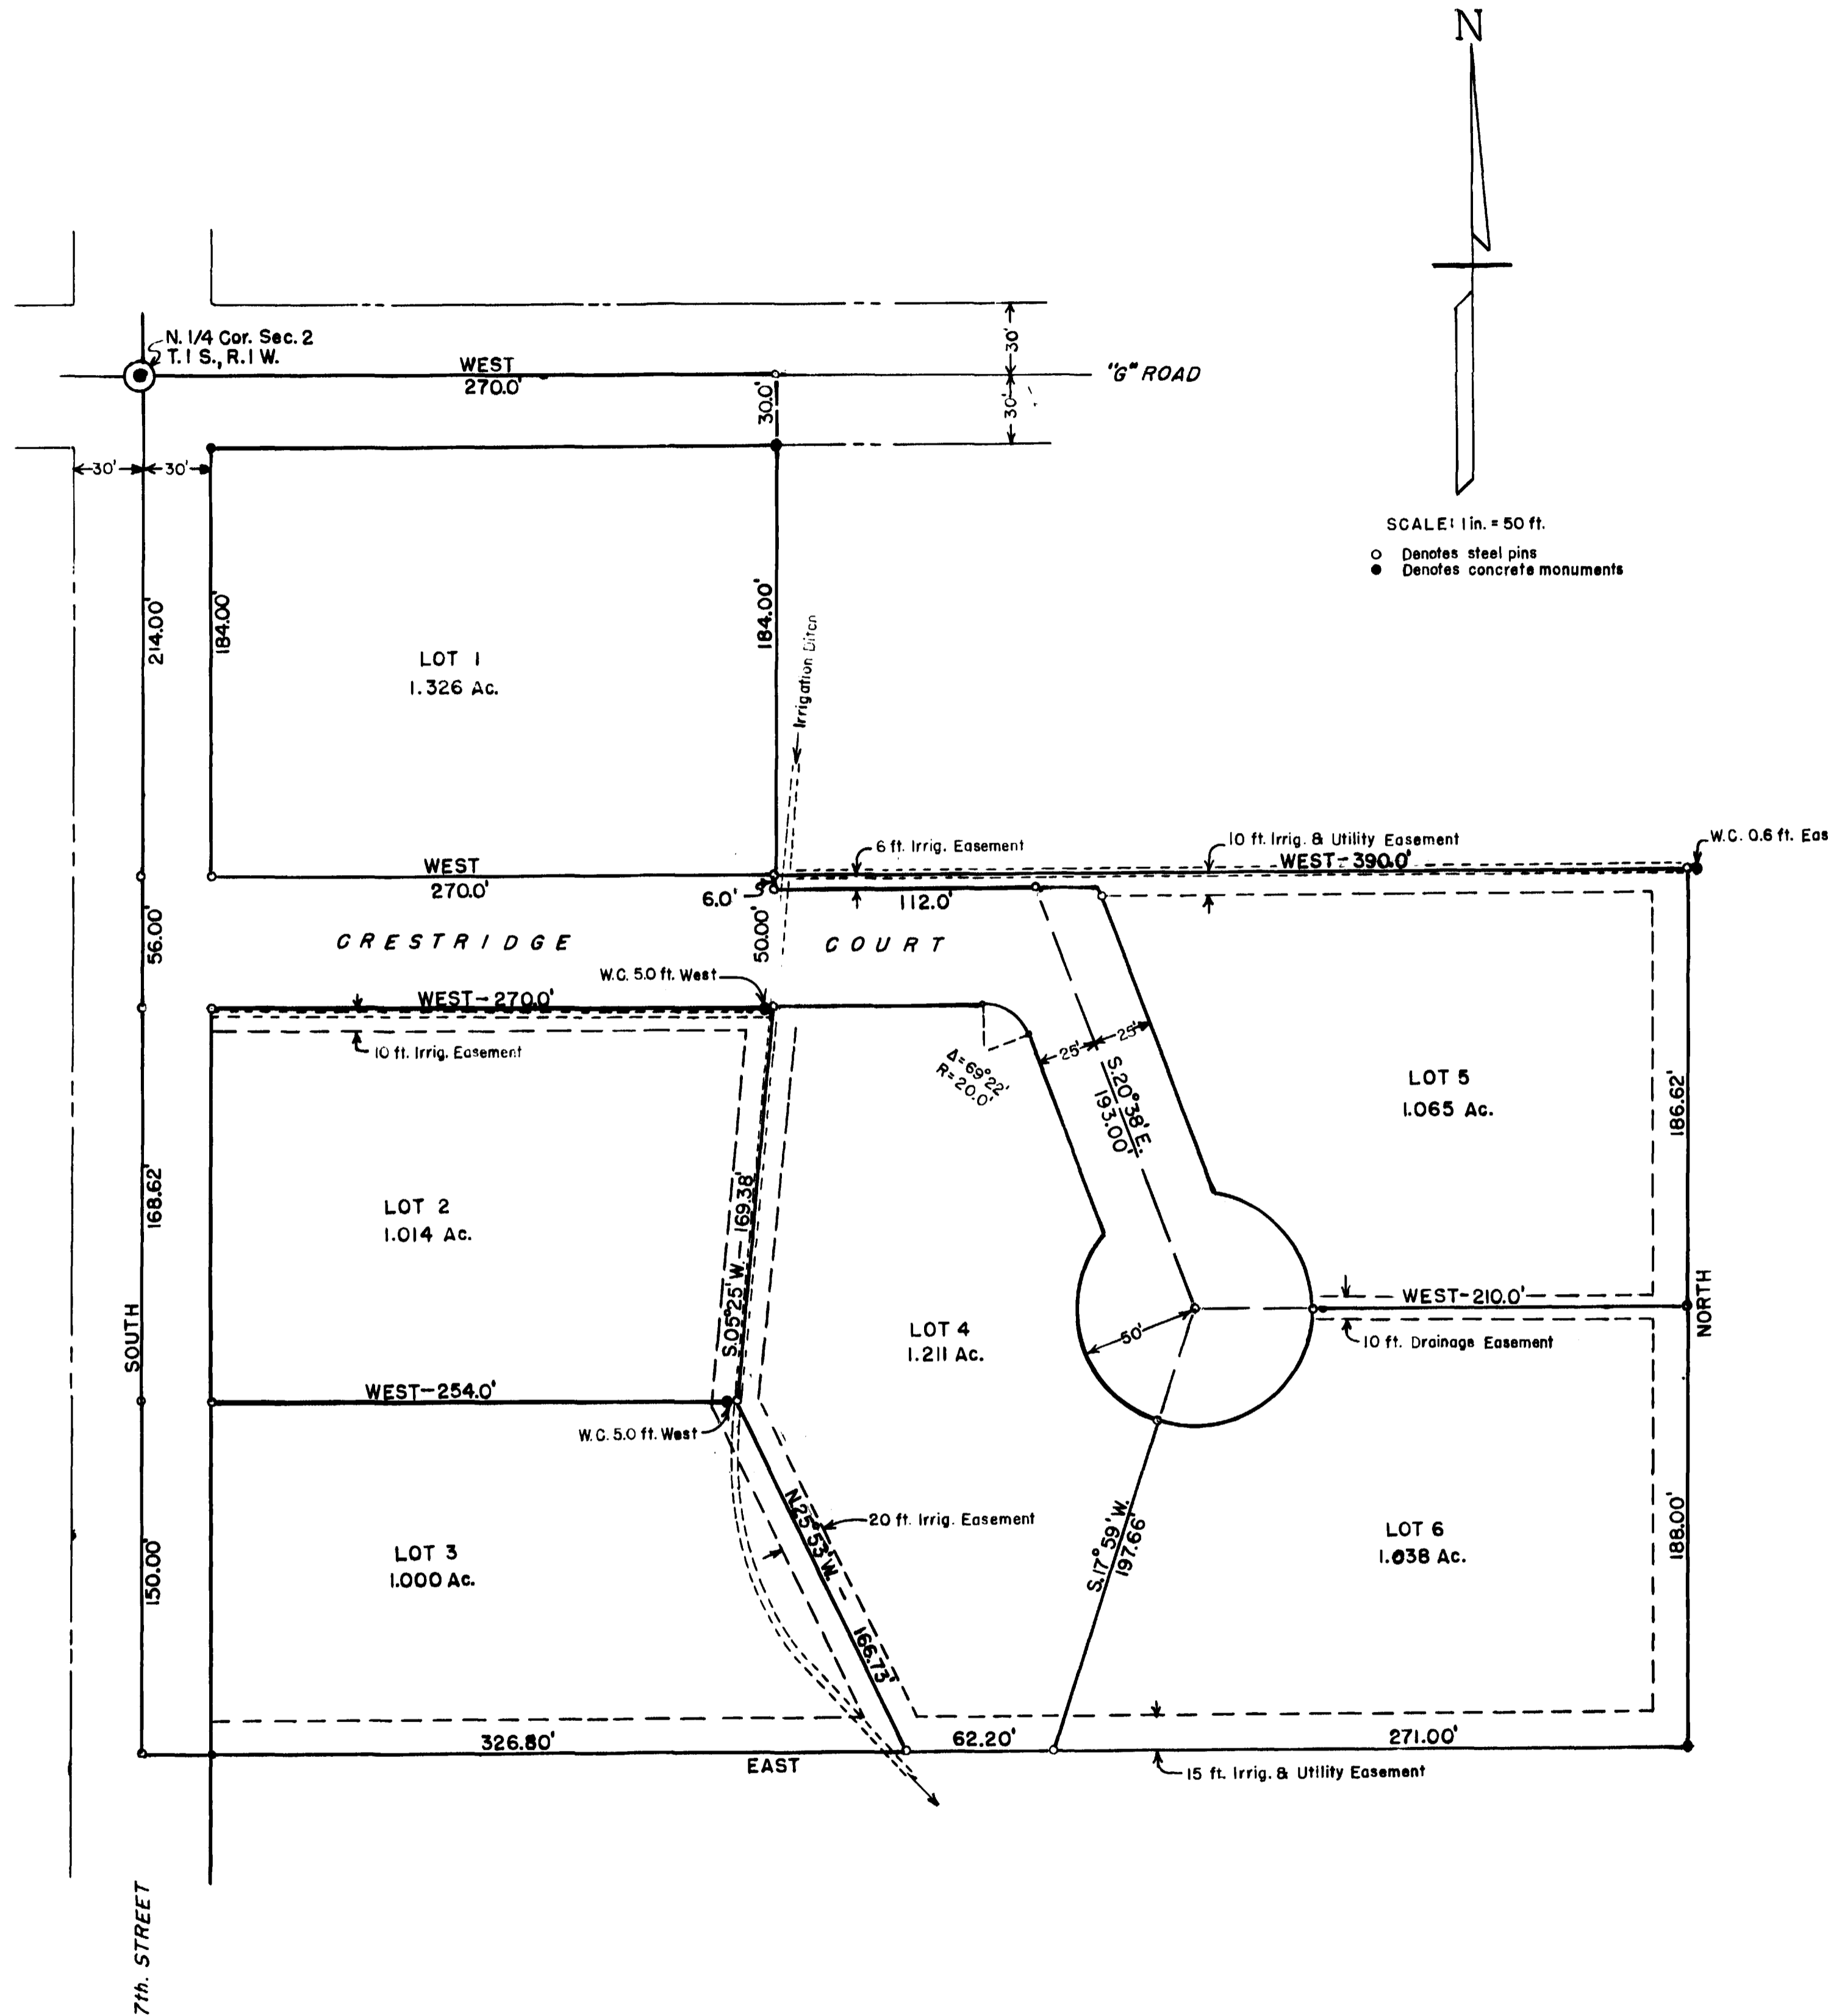 N
N. 1/4 Cor. Sec. 2
T. 1 S., R. 1 W.
WEST
270.0'
30.0'
30'
30'
"G" ROAD
30'
30'
SCALE: 1 in. = 50 ft.
Denotes steel pins
Denotes concrete monuments
214.00'
184.00'
184.00'
LOT 1
1.326 Ac.
Irrigation Ditch
6 ft. Irrig. Easement
10 ft. Irrig. & Utility Easement
WEST-390.0'
W.C. 0.6 ft. Eas
WEST
270.0'
6.0'
112.0'
56.00'
50.00'
CRESTRIDGE COURT
W.C. 5.0 ft. West
WEST-270.0'
10 ft. Irrig. Easement
Δ=69°22'
R=20.0'
25'
25'
S.20°38'E.
193.00'
LOT 5
1.065 Ac.
186.62'
168.62'
LOT 2
1.014 Ac.
S.05°25'W.-169.38'
SOUTH
NORTH
WEST-210.0'
10 ft. Drainage Easement
LOT 4
1.211 Ac.
50'
WEST-254.0'
W.C. 5.0 ft. West
150.00'
LOT 3
1.000 Ac.
N.25°53'W.-
166.73'
20 ft. Irrig. Easement
S.17°59'W.
197.66'
LOT 6
1.038 Ac.
188.00'
326.80'
EAST
62.20'
271.00'
15 ft. Irrig. & Utility Easement
7th. STREET